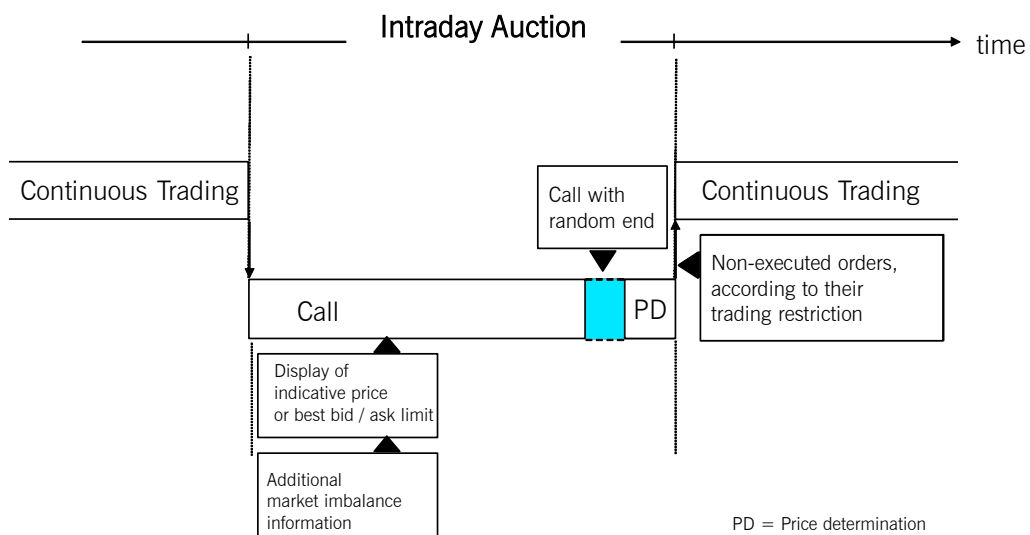 Intraday Auction
time
Continuous Trading
Call with
random end
Continuous Trading
Non-executed orders,
according to their
trading restriction
Call
PD
Display of
indicative price
or best bid / ask limit
Additional
market imbalance
information
PD = Price determination